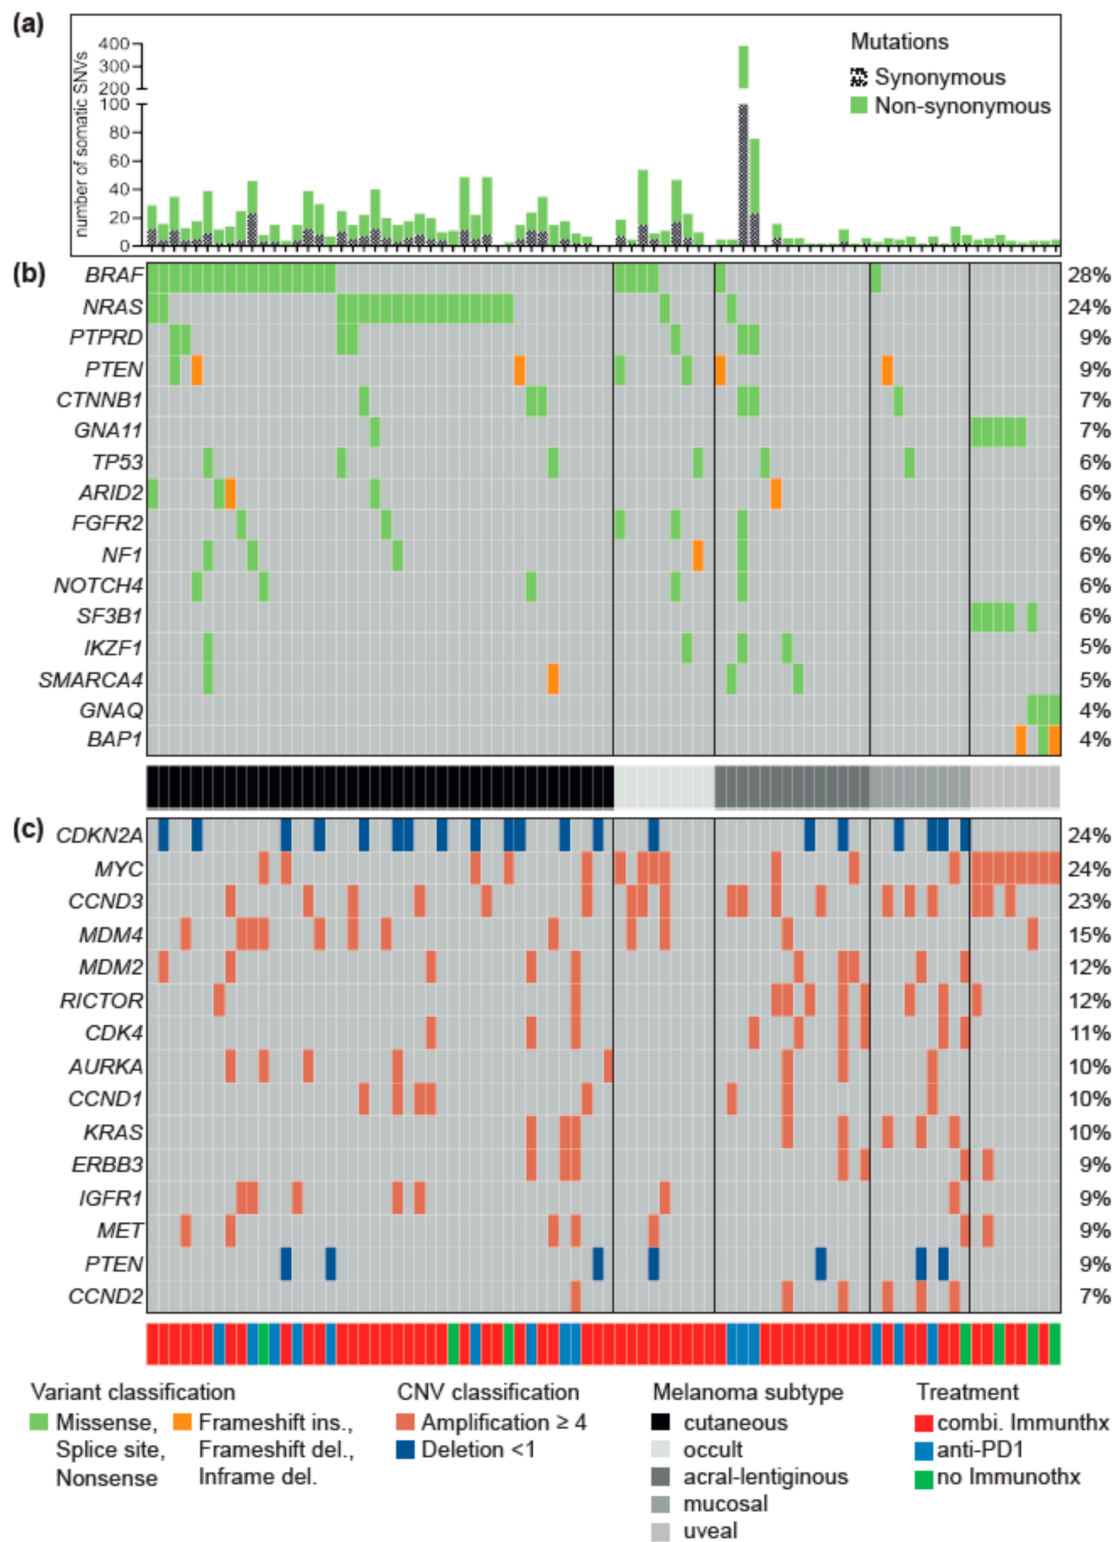 (a)
number of somatic SNVs
400
300
200
100
80
60
40
20
0
Mutations
Synonymous
Non-synonymous
(b)
BRAF 28%
NRAS 24%
PTPRD 9%
PTEN 9%
CTNNB1 7%
GNA11 7%
TP53 6%
ARID2 6%
FGFR2 6%
NF1 6%
NOTCH4 6%
SF3B1 6%
IKZF1 5%
SMARCA4 5%
GNAQ 4%
BAP1 4%
(c)
CDKN2A 24%
MYC 24%
CCND3 23%
MDM4 15%
MDM2 12%
RICTOR 12%
CDK4 11%
AURKA 10%
CCND1 10%
KRAS 10%
ERBB3 9%
IGFR1 9%
MET 9%
PTEN 9%
CCND2 7%
Variant classification
Missense,
Splice site,
Nonsense
Frameshift ins.,
Frameshift del.,
Inframe del.
CNV classification
Amplification ≥ 4
Deletion <1
Melanoma subtype
cutaneous
occult
acral-lentiginous
mucosal
uveal
Treatment
combi. Immunthx
anti-PD1
no Immunothx